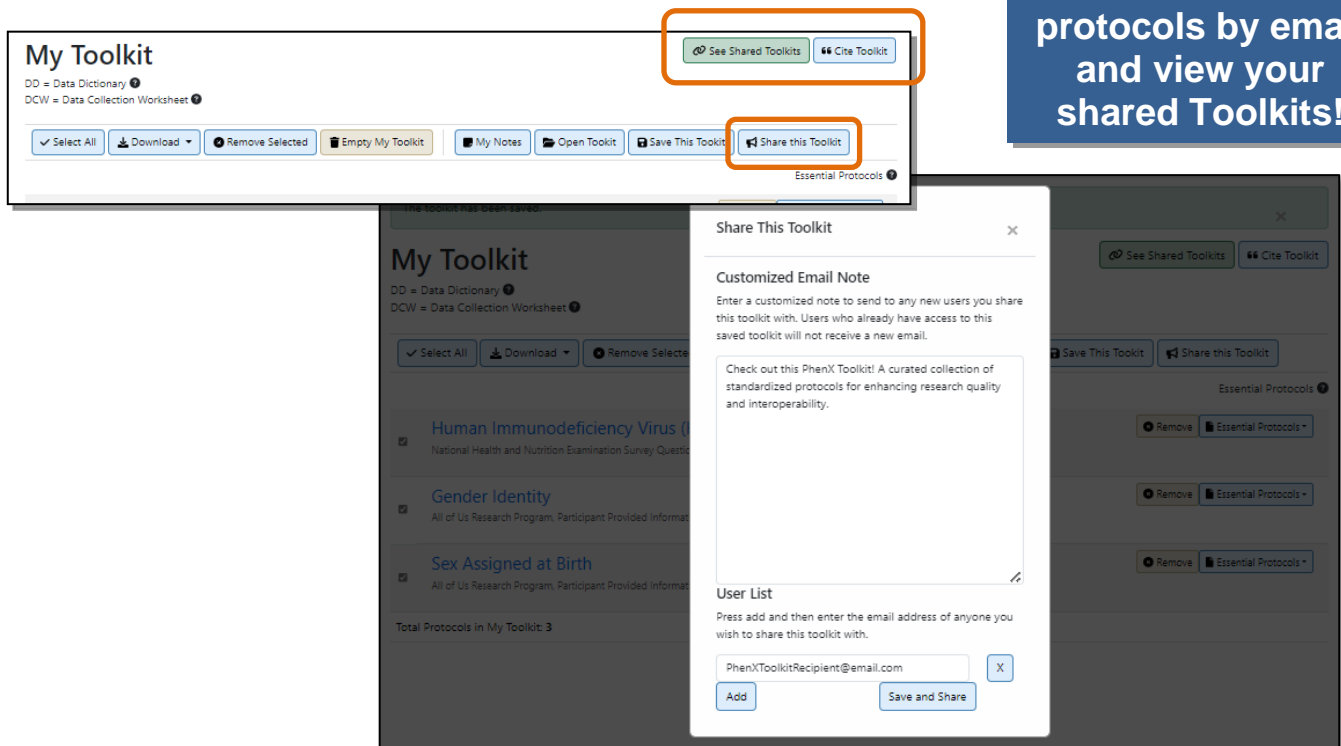 My Toolkit
See Shared Toolkits
Cite Toolkit
DD = Data Dictionary
DCW = Data Collection Worksheet
Select All
Download
Remove Selected
Empty My Toolkit
My Notes
Open Tookit
Save This Tookit
Share this Toolkit
Essential Protocols
protocols by
and view your
shared Toolkits!
The toolkit has been saved.
My Toolkit
See Shared Toolkits
Cite Toolkit
DD = Data Dictionary
DCW = Data Collection Worksheet
Select All
Download
Remove
Save This Tookit
Share this Toolkit
Essential Protocols
Human Immunodeficiency Virus
National Health and Nutrition Examination Survey
Remove
Essential Protocols
Gender Identity
All of Us Research Program, Participant Provided
Remove
Essential Protocols
Sex Assigned at Birth
All of Us Research Program, Participant Provided
Remove
Essential Protocols
Total Protocols in My Toolkit: 3
Share This Toolkit
×
Customized Email Note
Enter a customized note to send to any new users you share
this toolkit with. Users who already have access to this
saved toolkit will not receive a new email.
Check out this PhenX Toolkit! A curated collection of
standardized protocols for enhancing research quality
and interoperability.
User List
Press add and then enter the email address of anyone you
wish to share this toolkit with.
PhenXToolkitRecipient@email.com
X
Add
Save and Share